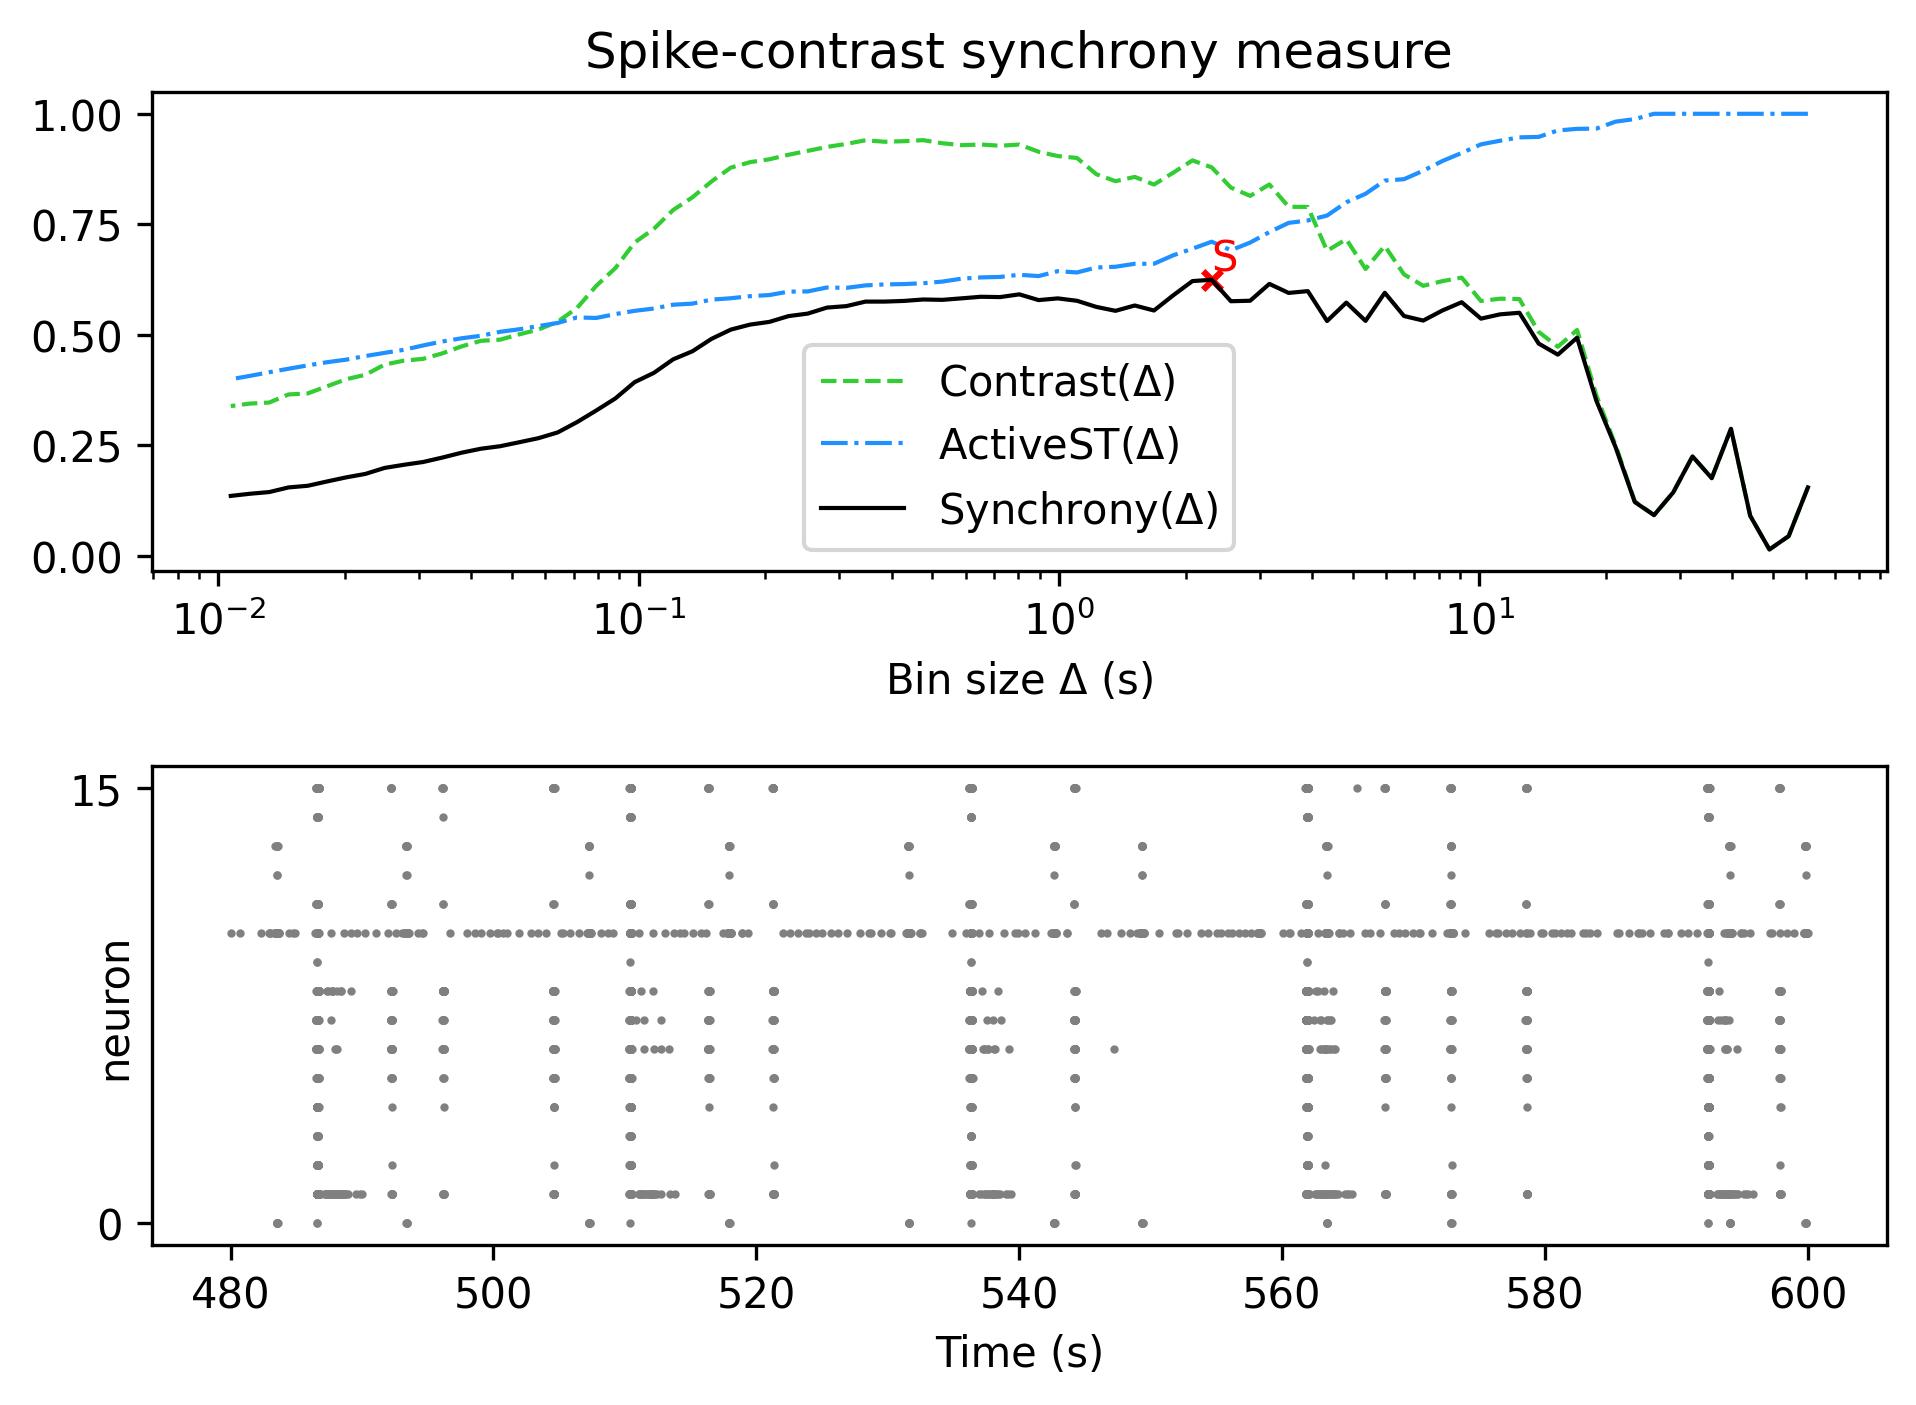 Spike-contrast synchrony measure
1.00
0.75
0.50
0.25
0.00
S
Contrast(Δ)
ActiveST(Δ)
Synchrony(Δ)
10⁻² 10⁻¹ 10⁰ 10¹
Bin size Δ (s)
15
neuron
0
480 500 520 540 560 580 600
Time (s)